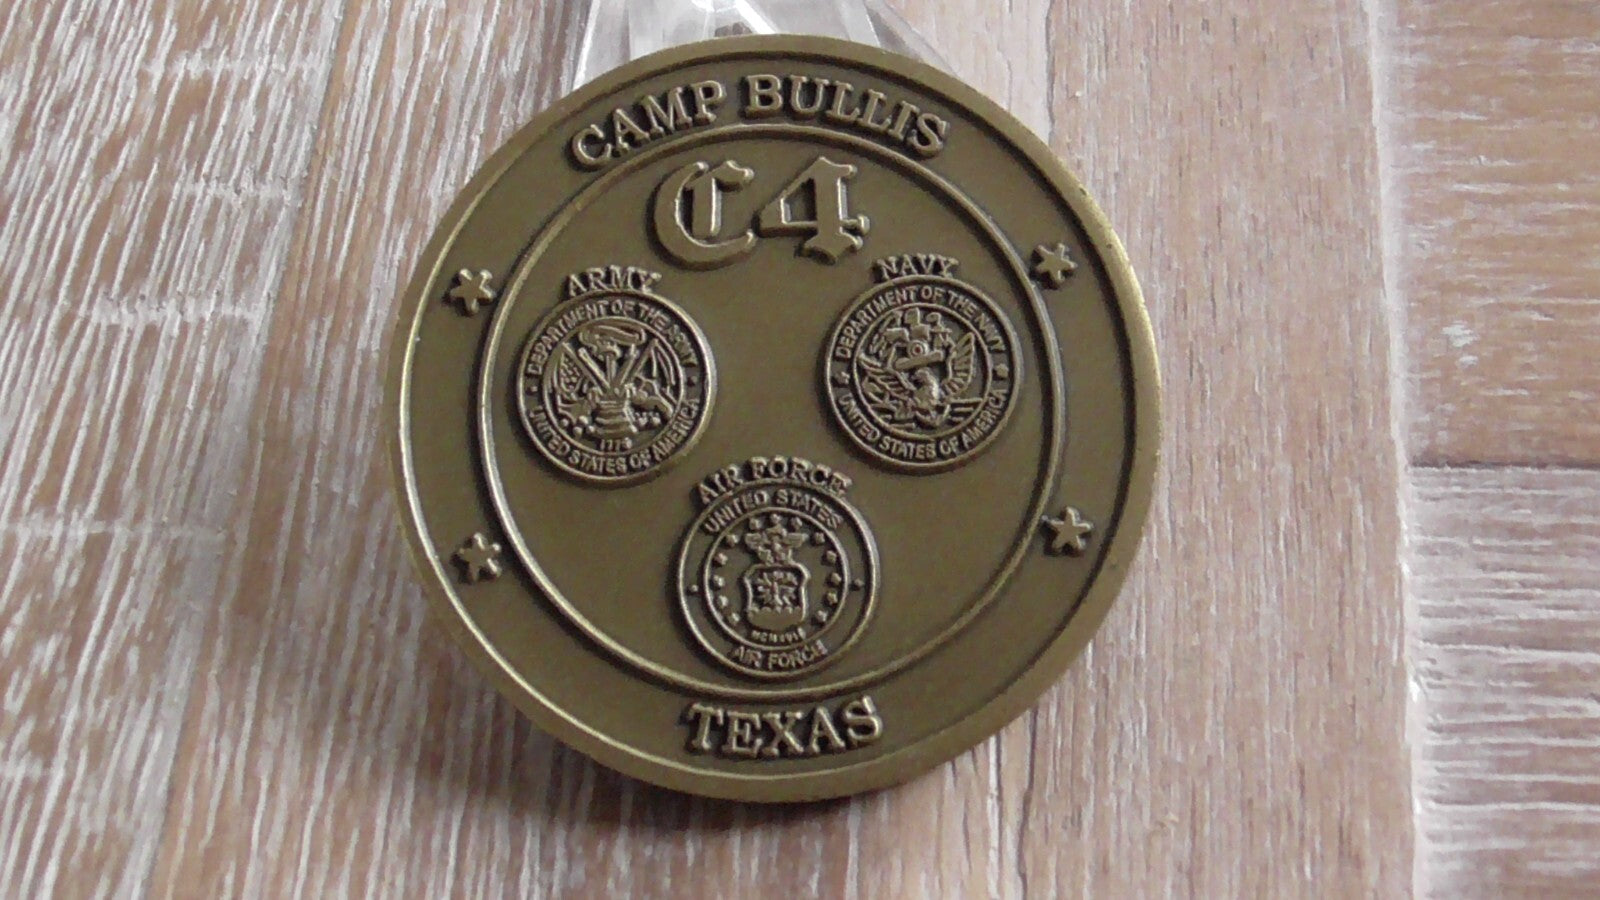 CAMP BULLIS
C4
ARMY
DEPARTMENT OF THE ARMY
UNITED STATES OF AMERICA
1775
NAVY
DEPARTMENT OF THE NAVY
UNITED STATES OF AMERICA
AIR FORCE
UNITED STATES
AIR FORCE
TEXAS